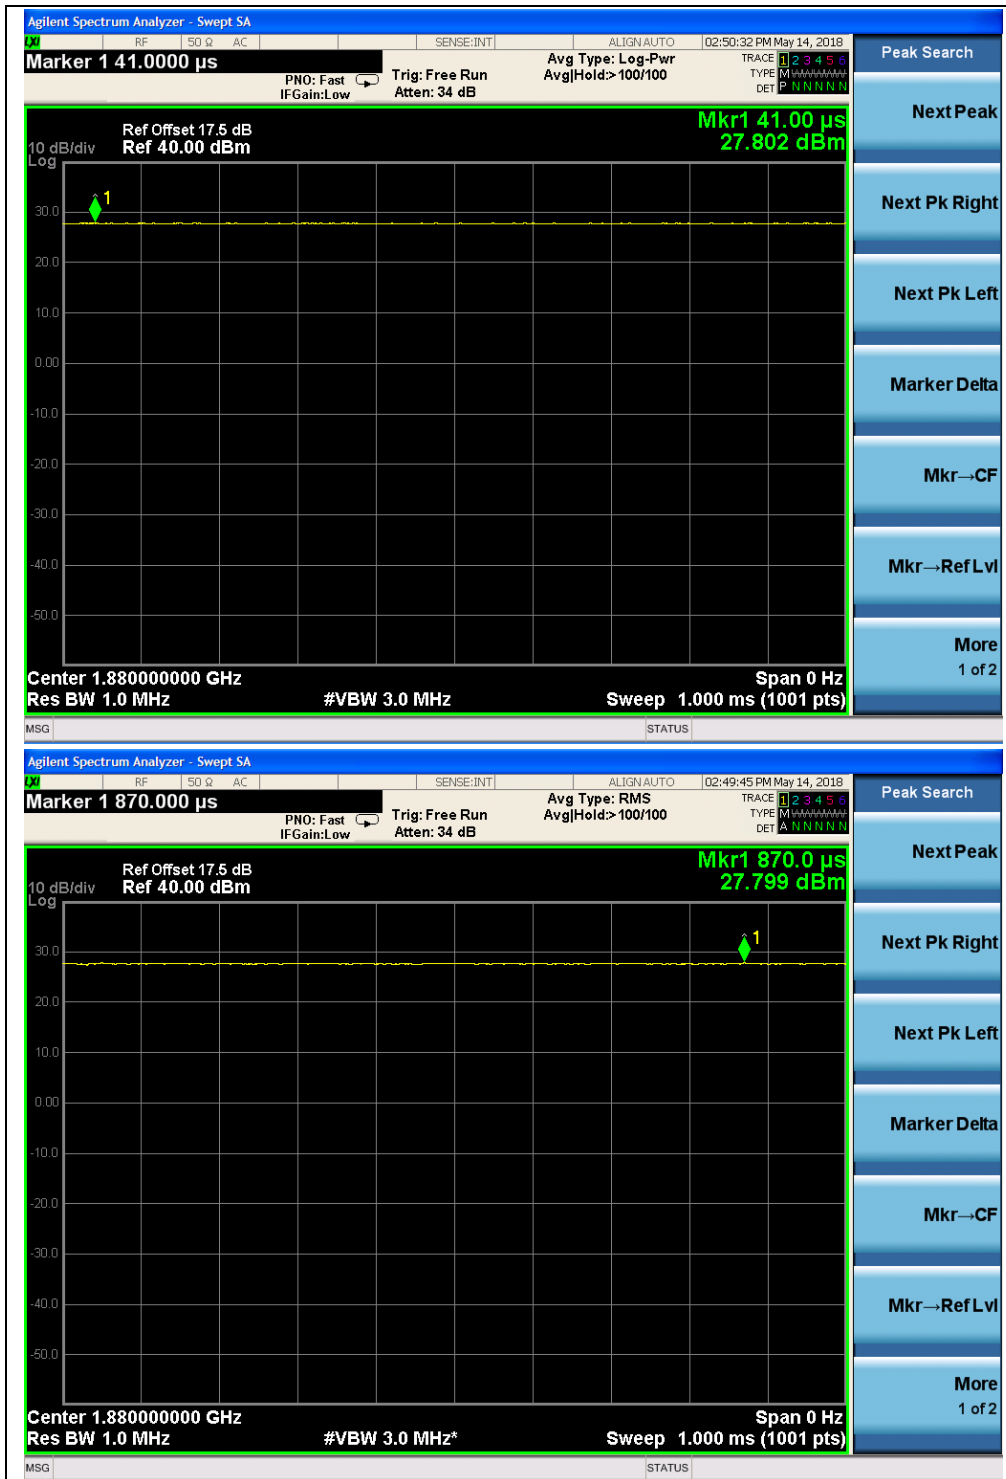 Agilent Spectrum Analyzer - Swept SA
LXI RF 50 Ω AC SENSE:INT ALIGN AUTO 02:50:32 PM May 14, 2018
Marker 1 41.0000 µs
PNO: Fast
IFGain:Low
Trig: Free Run
Atten: 34 dB
Avg Type: Log-Pwr
Avg|Hold:>100/100
TRACE 1 2 3 4 5 6
TYPE M
DET P N N N N N
Peak Search
Next Peak
Next Pk Right
Next Pk Left
Marker Delta
Mkr→CF
Mkr→Ref Lvl
More
1 of 2
Mkr1 41.00 µs
27.802 dBm
Ref Offset 17.5 dB
10 dB/div Ref 40.00 dBm
Log
1
30.0
20.0
10.0
0.00
-10.0
-20.0
-30.0
-40.0
-50.0
Center 1.880000000 GHz Span 0 Hz
Res BW 1.0 MHz #VBW 3.0 MHz Sweep 1.000 ms (1001 pts)
MSG STATUS
Agilent Spectrum Analyzer - Swept SA
LXI RF 50 Ω AC SENSE:INT ALIGN AUTO 02:49:45 PM May 14, 2018
Marker 1 870.000 µs
PNO: Fast
IFGain:Low
Trig: Free Run
Atten: 34 dB
Avg Type: RMS
Avg|Hold:>100/100
TRACE 1 2 3 4 5 6
TYPE M
DET A N N N N N
Peak Search
Next Peak
Next Pk Right
Next Pk Left
Marker Delta
Mkr→CF
Mkr→Ref Lvl
More
1 of 2
Mkr1 870.0 µs
27.799 dBm
Ref Offset 17.5 dB
10 dB/div Ref 40.00 dBm
Log
1
30.0
20.0
10.0
0.00
-10.0
-20.0
-30.0
-40.0
-50.0
Center 1.880000000 GHz Span 0 Hz
Res BW 1.0 MHz #VBW 3.0 MHz* Sweep 1.000 ms (1001 pts)
MSG STATUS